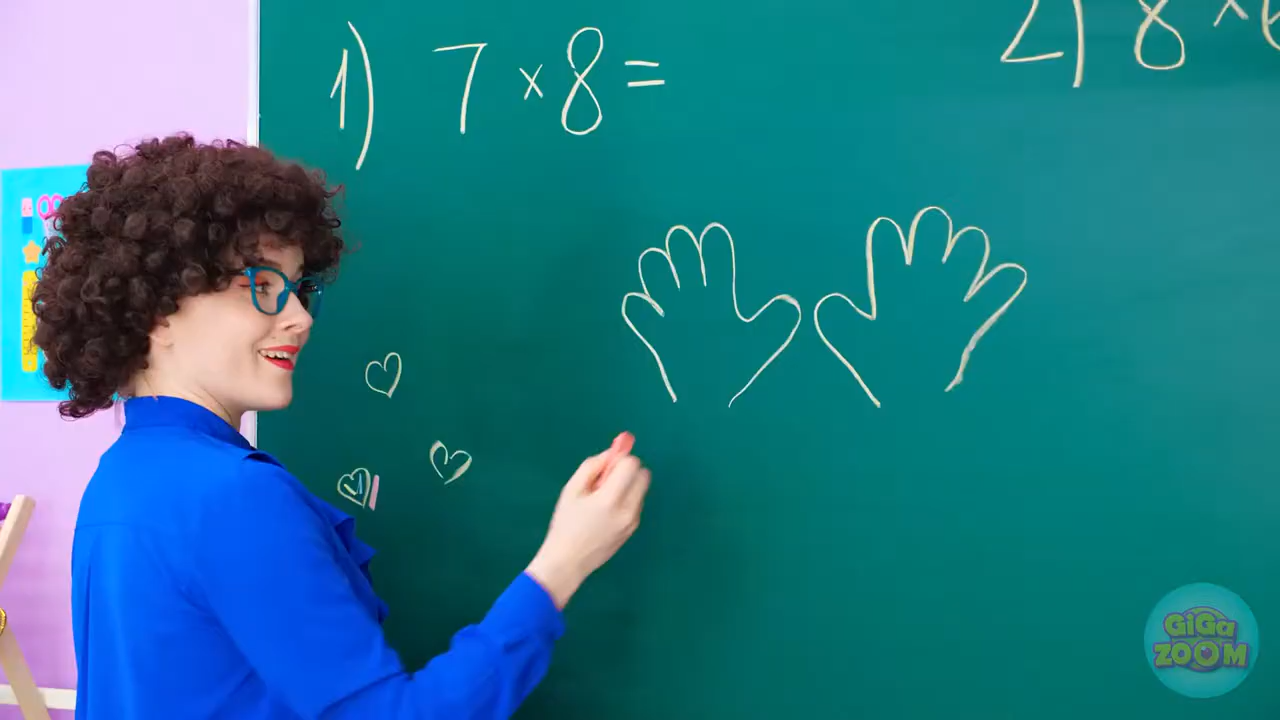 1) 7 x 8 =
2) 8 x
GiGa
ZOOM